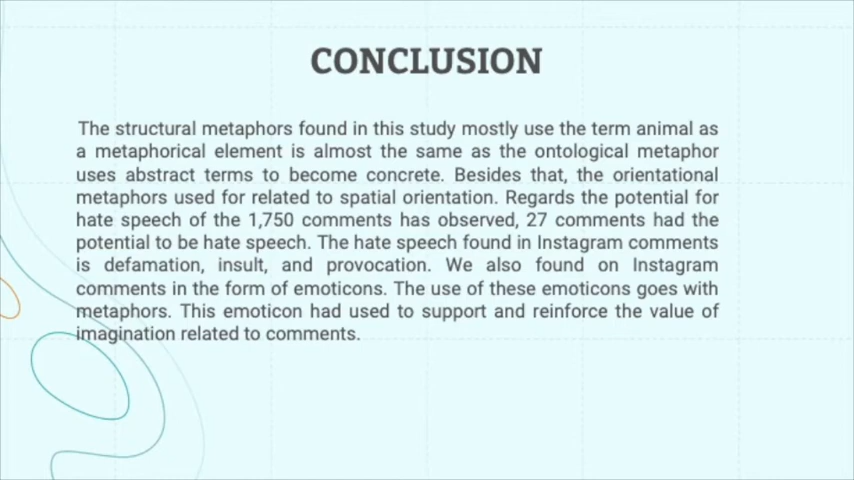 CONCLUSION
The structural metaphors found in this study mostly use the term animal as
a metaphorical element is almost the same as the ontological metaphor
uses abstract terms to become concrete. Besides that, the orientational
metaphors used for related to spatial orientation. Regards the potential for
hate speech of the 1,750 comments has observed, 27 comments had the
potential to be hate speech. The hate speech found in Instagram comments
is defamation, insult, and provocation. We also found on Instagram
comments in the form of emoticons. The use of these emoticons goes with
metaphors. This emoticon had used to support and reinforce the value of
imagination related to comments.